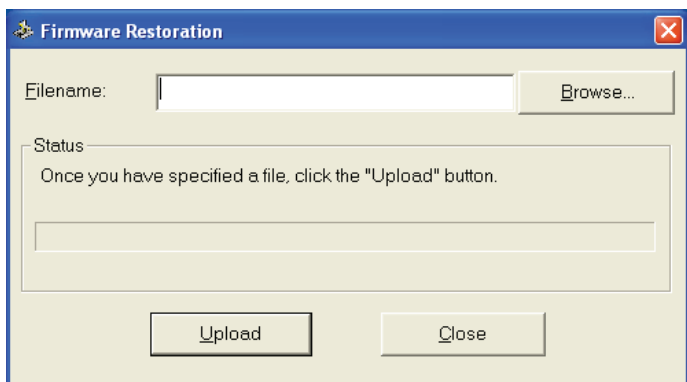 Firmware Restoration
Filename:
Browse...
Status
Once you have specified a file, click the "Upload" button.
Upload
Close